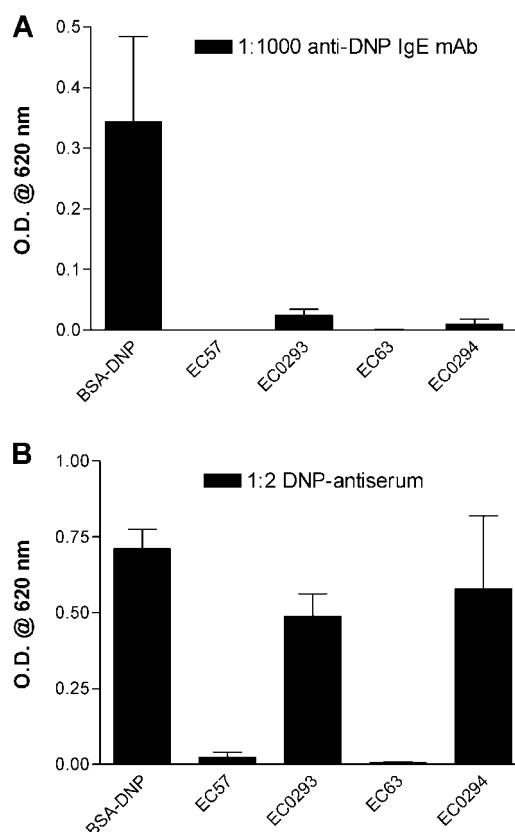 A
1:1000 anti-DNP IgE mAb
O.D. @ 620 nm
0.5
0.4
0.3
0.2
0.1
0.0
BSA-DNP
EC57
EC0293
EC63
EC0294
B
1:2 DNP-antiserum
O.D. @ 620 nm
1.00
0.75
0.50
0.25
0.00
BSA-DNP
EC57
EC0293
EC63
EC0294